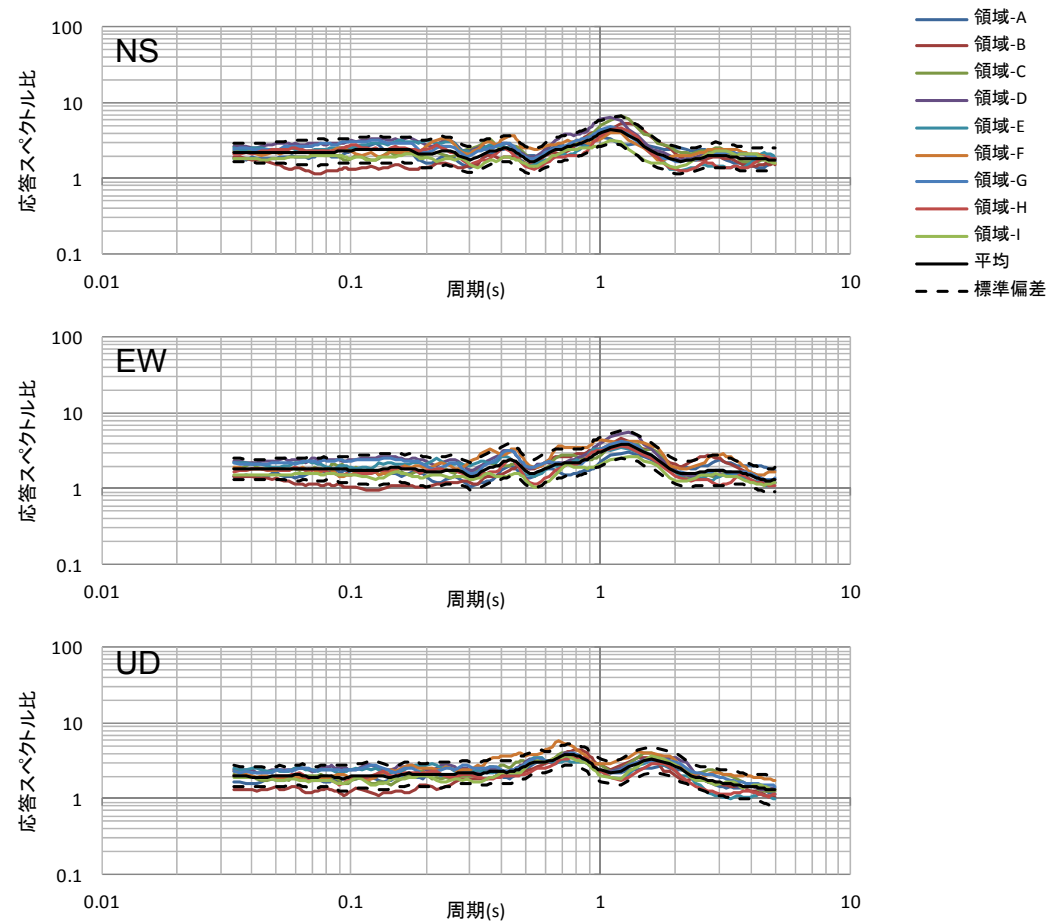 NS
100
10
1
0.1
0.01
0.1
1
10
応答スペクトル比
周期(s)
EW
100
10
1
0.1
0.01
0.1
1
10
応答スペクトル比
周期(s)
UD
100
10
1
0.1
0.01
0.1
1
10
応答スペクトル比
周期(s)
領域-A
領域-B
領域-C
領域-D
領域-E
領域-F
領域-G
領域-H
領域-I
平均
標準偏差